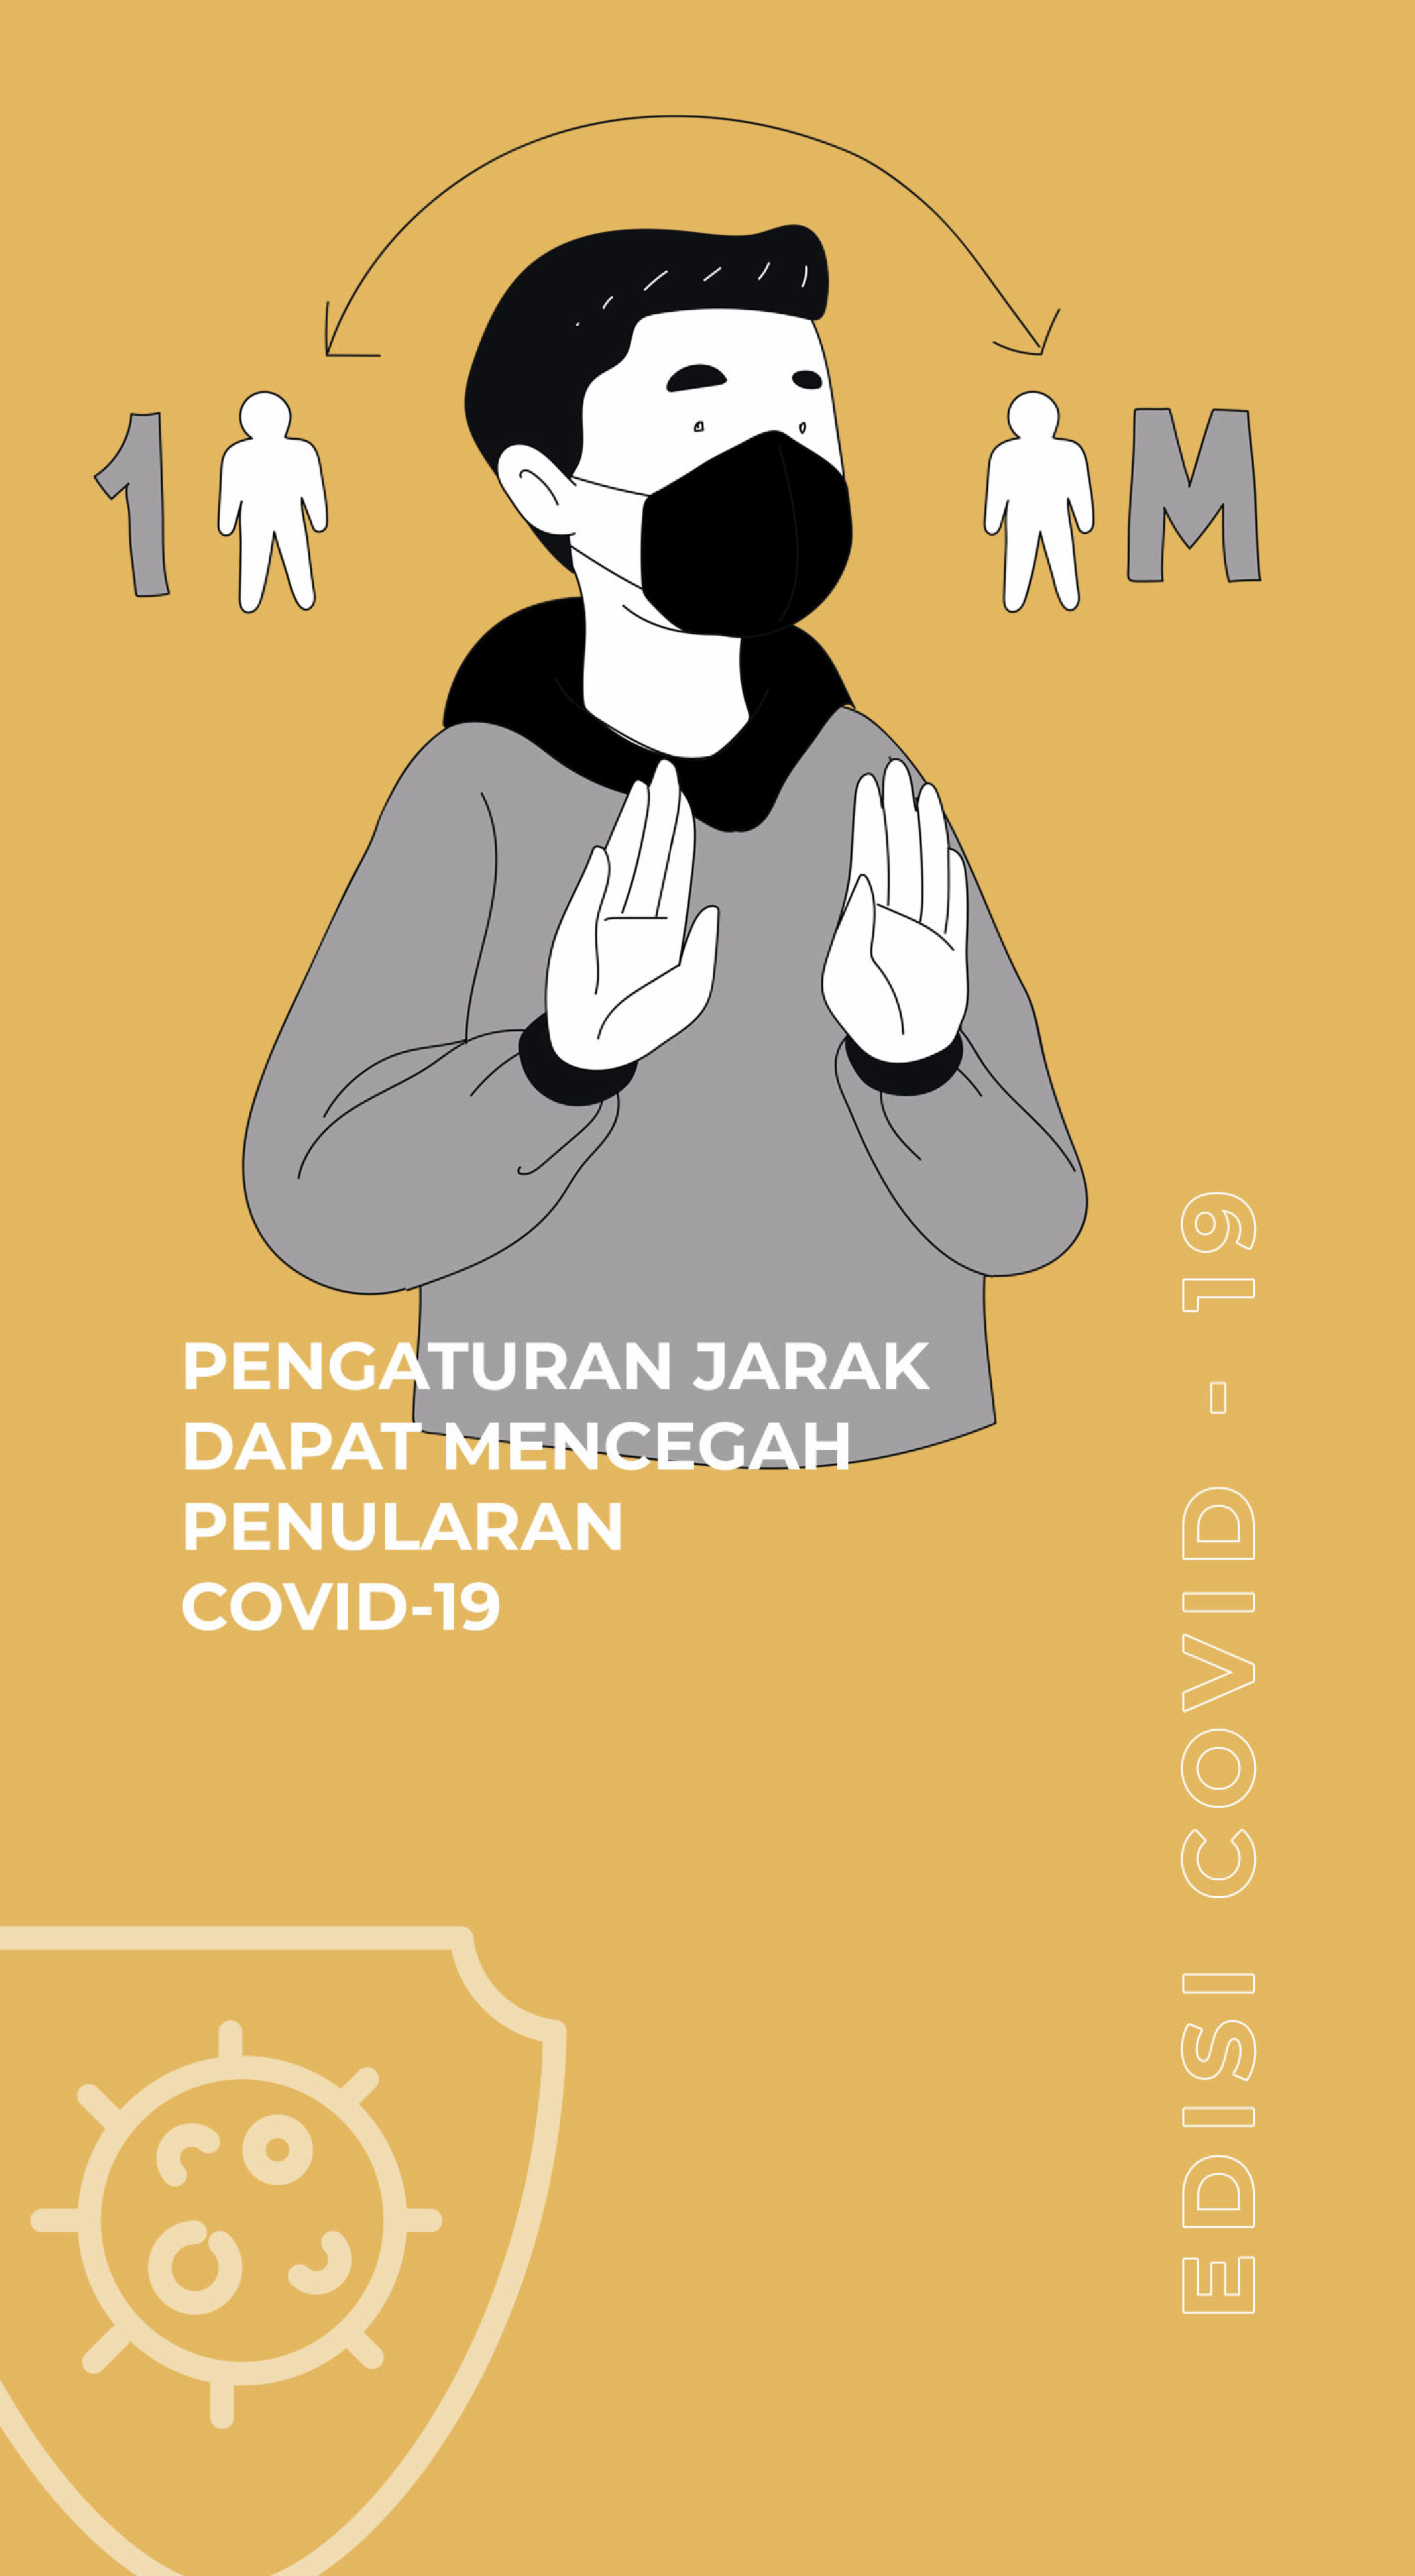 1 M
PENGATURAN JARAK
DAPAT MENCEGAH
PENULARAN
COVID-19
EDISI COVID - 19